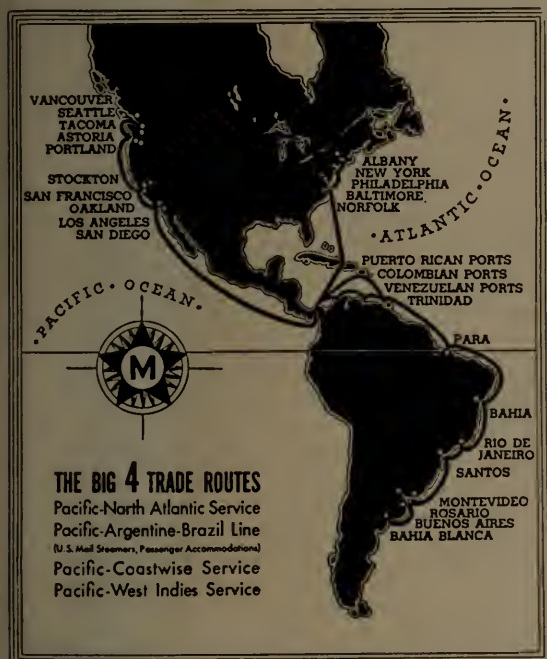 VANCOUVER
SEATTLE
TACOMA
ASTORIA
PORTLAND
STOCKTON
SAN FRANCISCO
OAKLAND
LOS ANGELES
SAN DIEGO
ALBANY
NEW YORK
PHILADELPHIA
BALTIMORE
NORFOLK
•ATLANTIC•OCEAN•
PUERTO RICAN PORTS
COLOMBIAN PORTS
VENEZUELAN PORTS
TRINIDAD
•PACIFIC•OCEAN•
M
PARA
BAHIA
RIO DE
JANEIRO
SANTOS
MONTEVIDEO
ROSARIO
BUENOS AIRES
BAHIA BLANCA
THE BIG 4 TRADE ROUTES
Pacific-North Atlantic Service
Pacific-Argentine-Brazil Line
(U.S. Mail Steamers, Passenger Accommodations)
Pacific-Coastwise Service
Pacific-West Indies Service